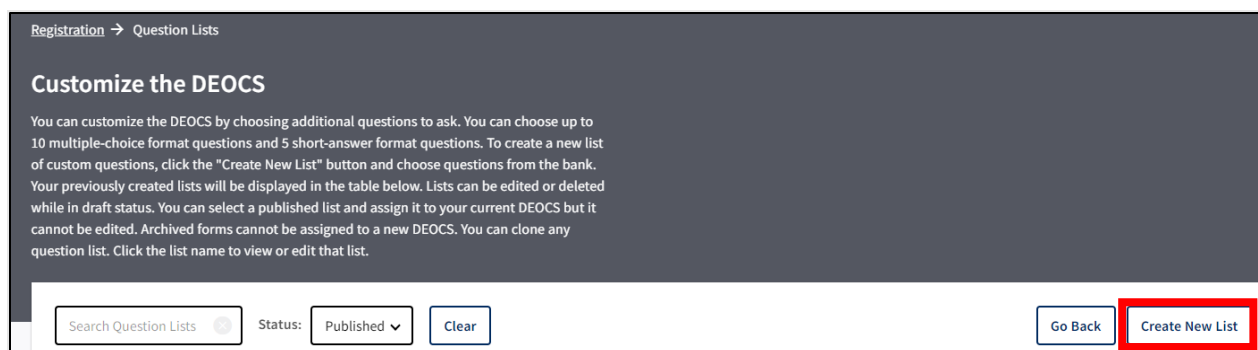 Registration → Question Lists
Customize the DEOCS
You can customize the DEOCS by choosing additional questions to ask. You can choose up to
10 multiple-choice format questions and 5 short-answer format questions. To create a new list
of custom questions, click the "Create New List" button and choose questions from the bank.
Your previously created lists will be displayed in the table below. Lists can be edited or deleted
while in draft status. You can select a published list and assign it to your current DEOCS but it
cannot be edited. Archived forms cannot be assigned to a new DEOCS. You can clone any
question list. Click the list name to view or edit that list.
Search Question Lists Status: Published Clear Go Back Create New List